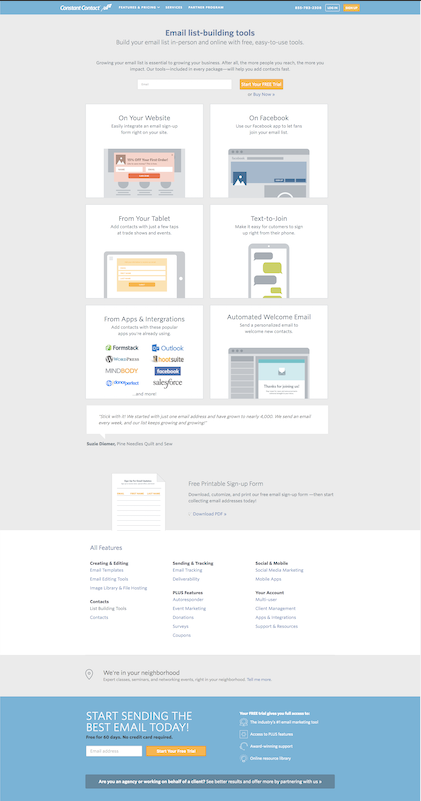 Constant Contact
FEATURES & PRICING SERVICES PARTNER PROGRAM
Email list-building tools
Build your email list in-person and online with free, easy-to-use tools.
Growing your email list is essential to growing your business. After all, the more people you reach, the more you
impact. Our tools—included in every package—will help you add contacts fast.
Start Your FREE Trial
or Buy Now »
On Your Website
Easily integrate an email sign-up
form right on your site.
On Facebook
Use our Facebook app to let fans
join your email list.
From Your Tablet
Add contacts with just a few taps
at trade shows and events.
Text-to-Join
Make it easy for customers to sign
up right from their phone.
From Apps & Intergrations
Add contacts with these popular
apps you're already using.
Formstack
Outlook
WordPress
hootsuite
MINDBODY
facebook
donorperfect
salesforce
...and more!
Automated Welcome Email
Send a personalized email to
welcome new contacts.
Thanks for joining us!
"Stick with it! We started with just one email address and have grown to nearly 4,000. We send an email
every week, and our list keeps growing and growing!"
Suzie Diemer, Pine Needles Quilt and Sew
Free Printable Sign-up Form
Download, cutomize, and print our free email sign-up form—then start
collecting email addresses today!
Download PDF »
All Features
Creating & Editing
Email Templates
Email Editing Tools
Image Library & File Hosting
Contacts
List Building Tools
Contacts
Sending & Tracking
Email Tracking
Deliverability
PLUS Features
Autoresponder
Event Marketing
Donations
Surveys
Coupons
Social & Mobile
Social Media Marketing
Mobile Apps
Your Account
Multi-user
Client Management
Apps & Integrations
Support & Resources
We're in your neighborhood
Expert classes, seminars, and networking events, right in your neighborhood. Tell me more.
START SENDING THE
BEST EMAIL TODAY!
Free for 60 days. No credit card required.
Email address
Start Your Free Trial
Your FREE trial gives you full access to:
The industry's #1 email marketing tool
Access to PLUS features
Award-winning support
Online resource library
Are you an agency or working on behalf of a client? See better results and offer more by partnering with us »